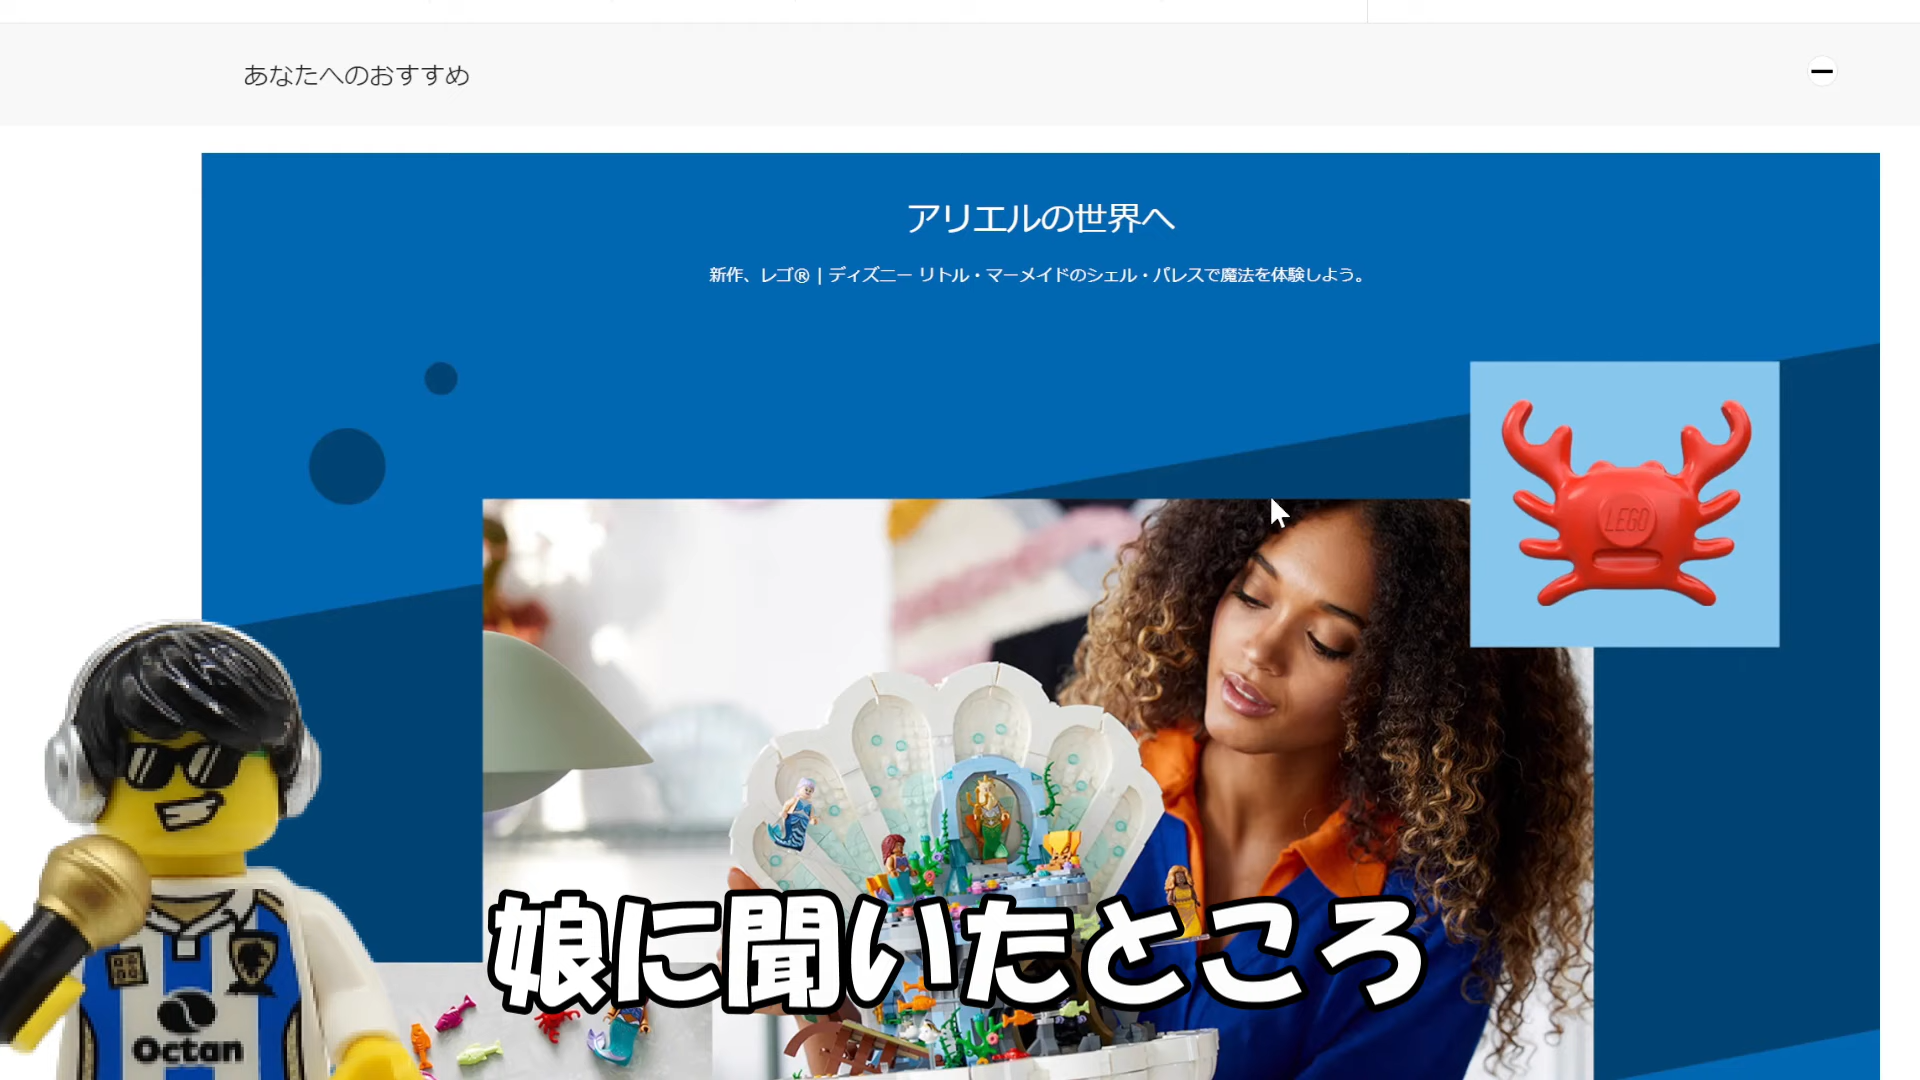 あなたへのおすすめ
アリエルの世界へ
新作、レゴ® | ディズニー リトル・マーメイドのシェル・パレスで魔法を体験しよう。
LEGO
娘に聞いたところ
Octan